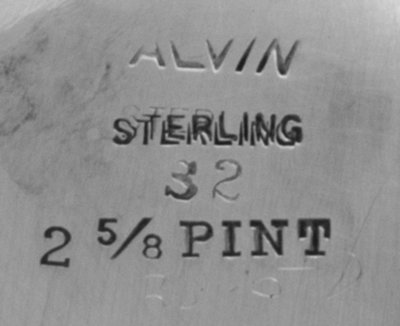 ALVIN
STERLING
32
2 5/8 PINT